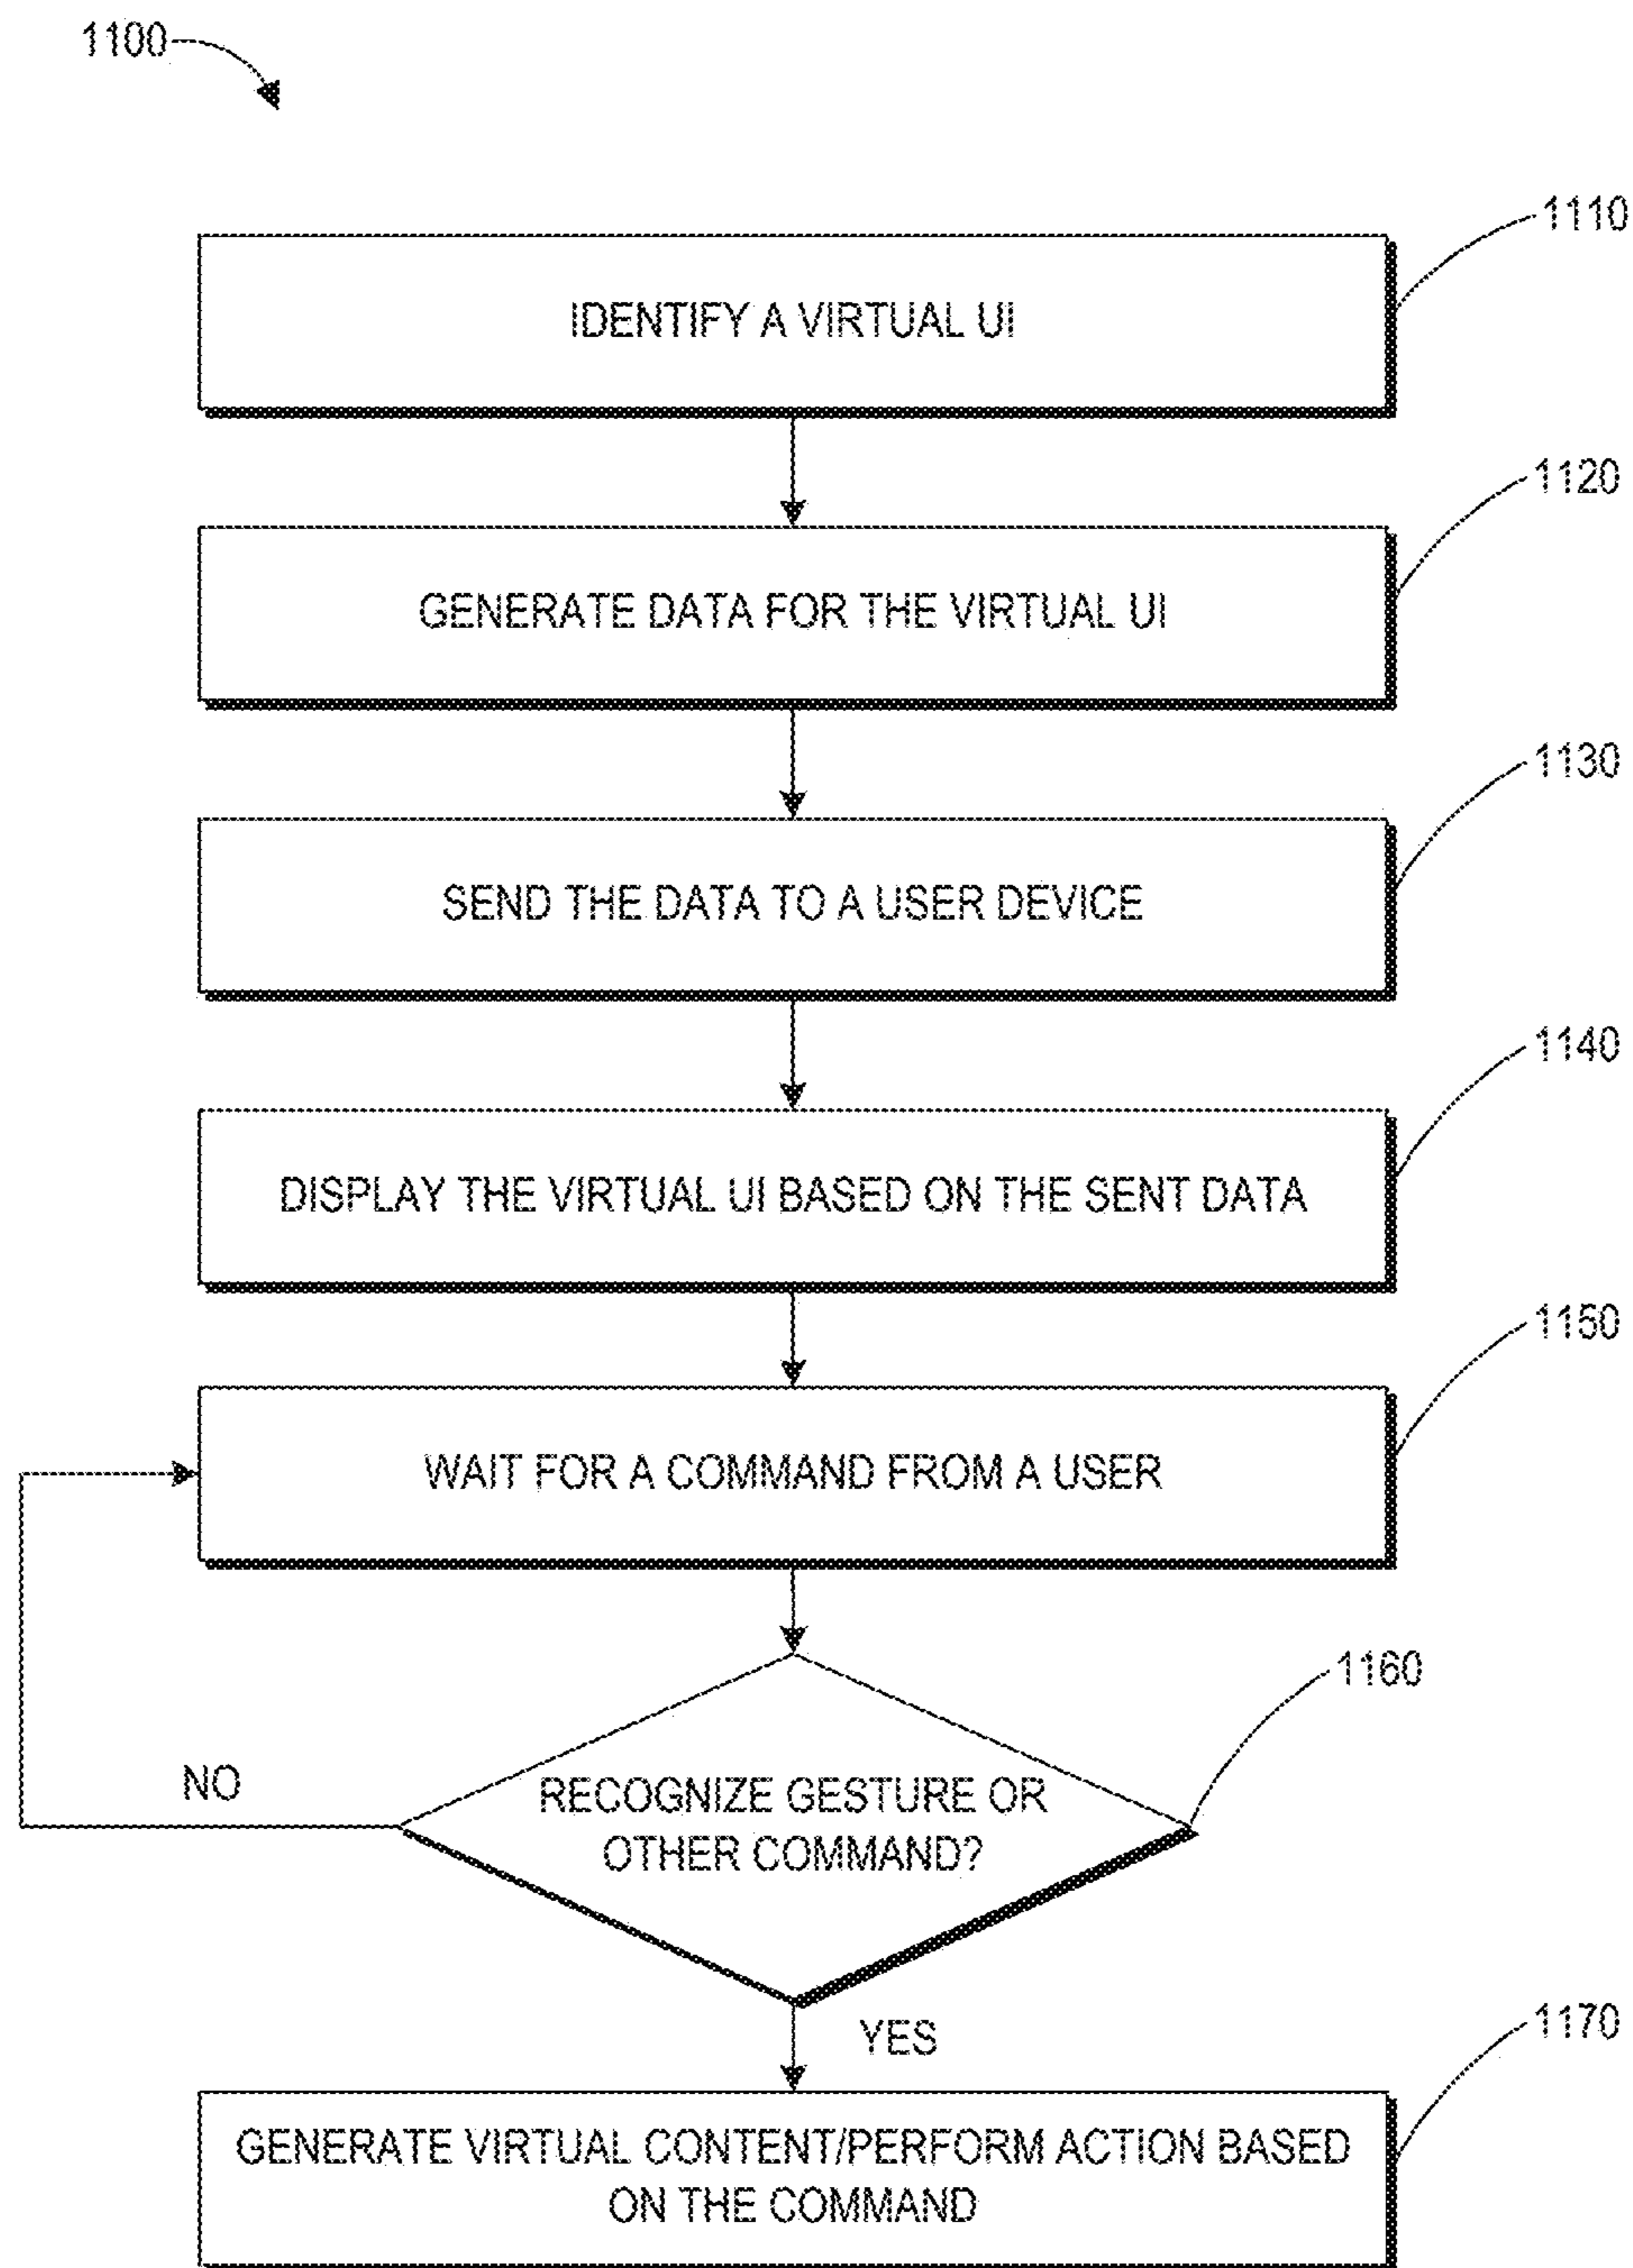 1100
1110
IDENTIFY A VIRTUAL UI
1120
GENERATE DATA FOR THE VIRTUAL UI
1130
SEND THE DATA TO A USER DEVICE
1140
DISPLAY THE VIRTUAL UI BASED ON THE SENT DATA
1150
WAIT FOR A COMMAND FROM A USER
1160
NO
RECOGNIZE GESTURE OR
OTHER COMMAND?
YES
1170
GENERATE VIRTUAL CONTENT/PERFORM ACTION BASED
ON THE COMMAND